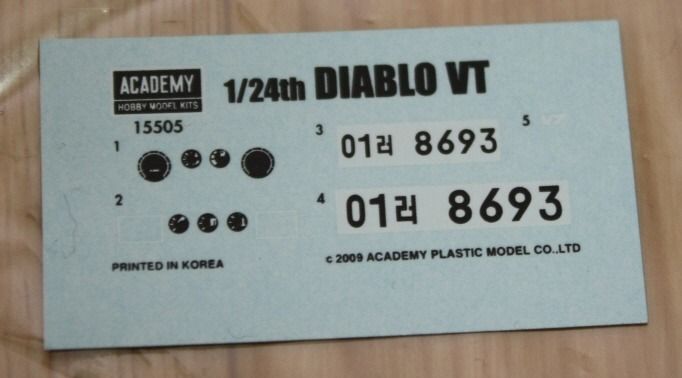 ACADEMY
HOBBY MODEL KITS
1/24th DIABLO VT
15505
1
2
3
01러 8693
4
01러 8693
5
PRINTED IN KOREA
c 2009 ACADEMY PLASTIC MODEL CO.,LTD